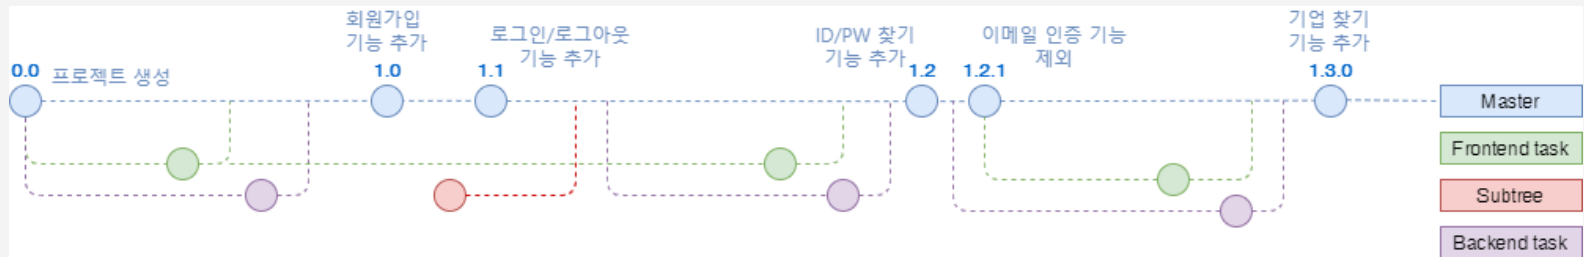 0.0
프로젝트 생성
회원가입
기능 추가
1.0
로그인/로그아웃
기능 추가
1.1
ID/PW 찾기
기능 추가
1.2
이메일 인증 기능
제외
1.2.1
기업 찾기
기능 추가
1.3.0
Master
Frontend task
Subtree
Backend task